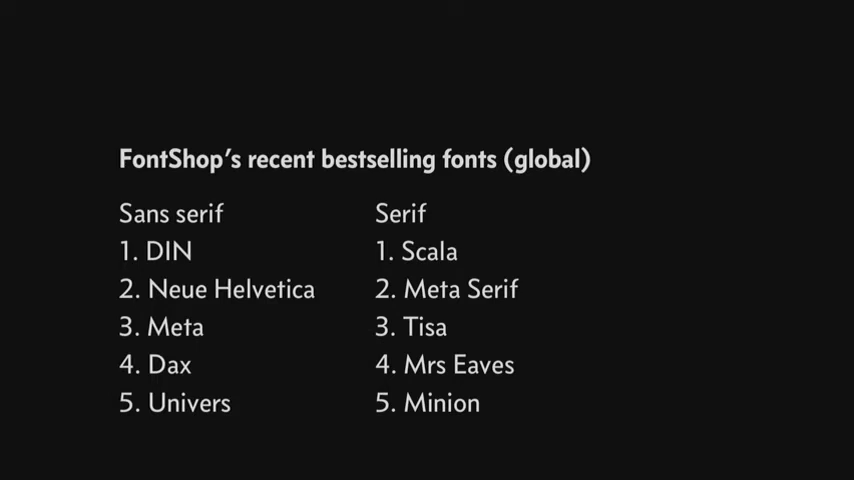 FontShop's recent bestselling fonts (global)
Sans serif
1. DIN
2. Neue Helvetica
3. Meta
4. Dax
5. Univers
Serif
1. Scala
2. Meta Serif
3. Tisa
4. Mrs Eaves
5. Minion